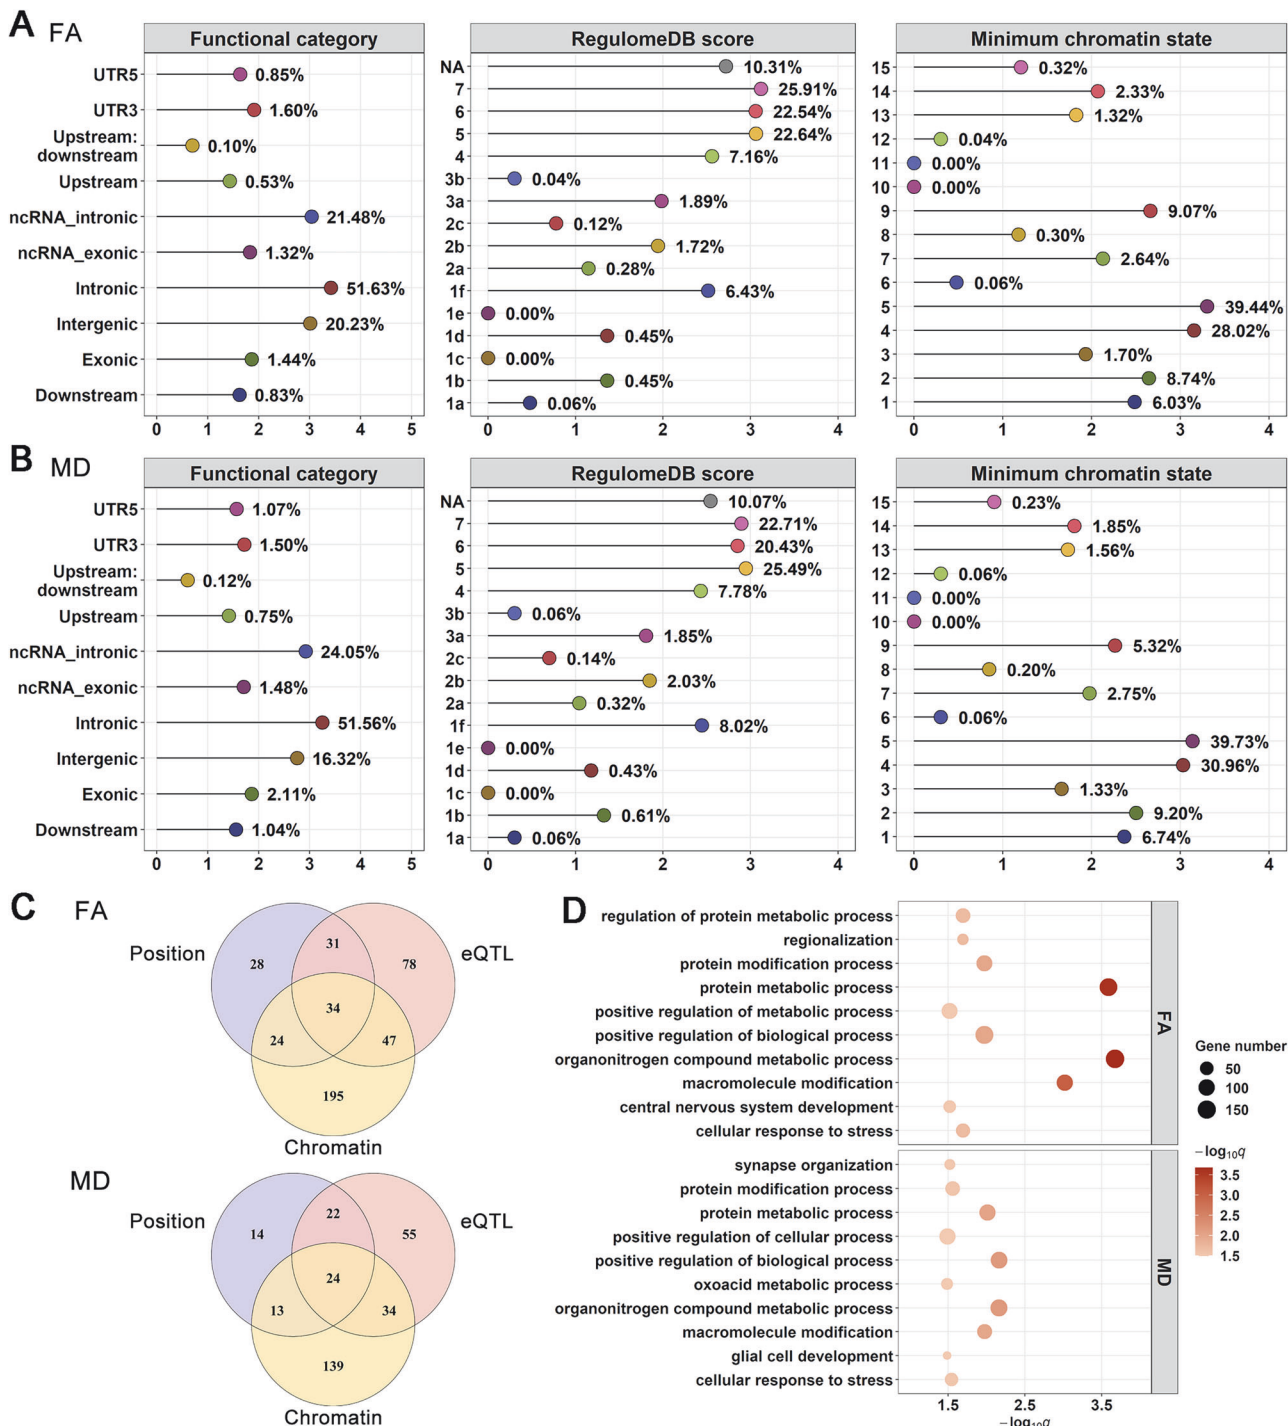 A FA
Functional category
UTR5
0.85%
UTR3
1.60%
Upstream:
downstream
0.10%
Upstream
0.53%
ncRNA_intronic
21.48%
ncRNA_exonic
1.32%
Intronic
51.63%
Intergenic
20.23%
Exonic
1.44%
Downstream
0.83%
0 1 2 3 4 5
RegulomeDB score
NA 10.31%
7 25.91%
6 22.54%
5 22.64%
4 7.16%
3b 0.04%
3a 1.89%
2c 0.12%
2b 1.72%
2a 0.28%
1f 6.43%
1e 0.00%
1d 0.45%
1c 0.00%
1b 0.45%
1a 0.06%
0 1 2 3 4
Minimum chromatin state
15 0.32%
14 2.33%
13 1.32%
12 0.04%
11 0.00%
10 0.00%
9 9.07%
8 0.30%
7 2.64%
6 0.06%
5 39.44%
4 28.02%
3 1.70%
2 8.74%
1 6.03%
0 1 2 3 4
B MD
Functional category
UTR5
1.07%
UTR3
1.50%
Upstream:
downstream
0.12%
Upstream
0.75%
ncRNA_intronic
24.05%
ncRNA_exonic
1.48%
Intronic
51.56%
Intergenic
16.32%
Exonic
2.11%
Downstream
1.04%
0 1 2 3 4 5
RegulomeDB score
NA 10.07%
7 22.71%
6 20.43%
5 25.49%
4 7.78%
3b 0.06%
3a 1.85%
2c 0.14%
2b 2.03%
2a 0.32%
1f 8.02%
1e 0.00%
1d 0.43%
1c 0.00%
1b 0.61%
1a 0.06%
0 1 2 3 4
Minimum chromatin state
15 0.23%
14 1.85%
13 1.56%
12 0.06%
11 0.00%
10 0.00%
9 5.32%
8 0.20%
7 2.75%
6 0.06%
5 39.73%
4 30.96%
3 1.33%
2 9.20%
1 6.74%
0 1 2 3 4
C FA
Position
eQTL
28 31 78
34
24 47
195
Chromatin
MD
Position
eQTL
14 22 55
24
13 34
139
Chromatin
D
regulation of protein metabolic process
regionalization
protein modification process
protein metabolic process
positive regulation of metabolic process
positive regulation of biological process
organonitrogen compound metabolic process
macromolecule modification
central nervous system development
cellular response to stress
FA
synapse organization
protein modification process
protein metabolic process
positive regulation of cellular process
positive regulation of biological process
oxoacid metabolic process
organonitrogen compound metabolic process
macromolecule modification
glial cell development
cellular response to stress
MD
1.5 2.5 3.5
−log₁₀q
Gene number
50
100
150
−log₁₀q
3.5
3.0
2.5
2.0
1.5